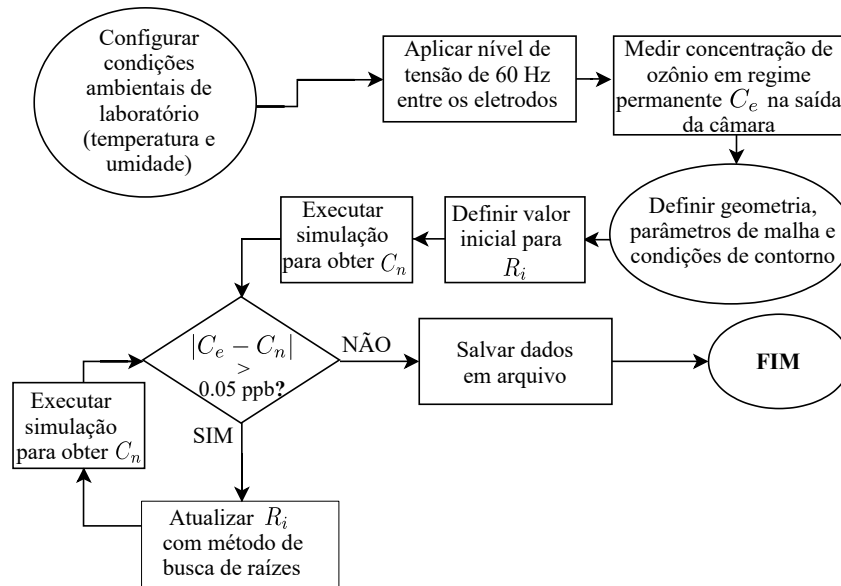 Configurar
condições
ambientais de
laboratório
(temperatura e
umidade)
Aplicar nível de
tensão de 60 Hz
entre os eletrodos
Medir concentração de
ozônio em regime
permanente C_e na saída
da câmara
Definir geometria,
parâmetros de malha e
condições de contorno
Definir valor
inicial para
R_i
Executar
simulação
para obter C_n
|C_e − C_n|
>
0.05 ppb?
NÃO
Salvar dados
em arquivo
FIM
SIM
Atualizar R_i
com método de
busca de raízes
Executar
simulação
para obter C_n